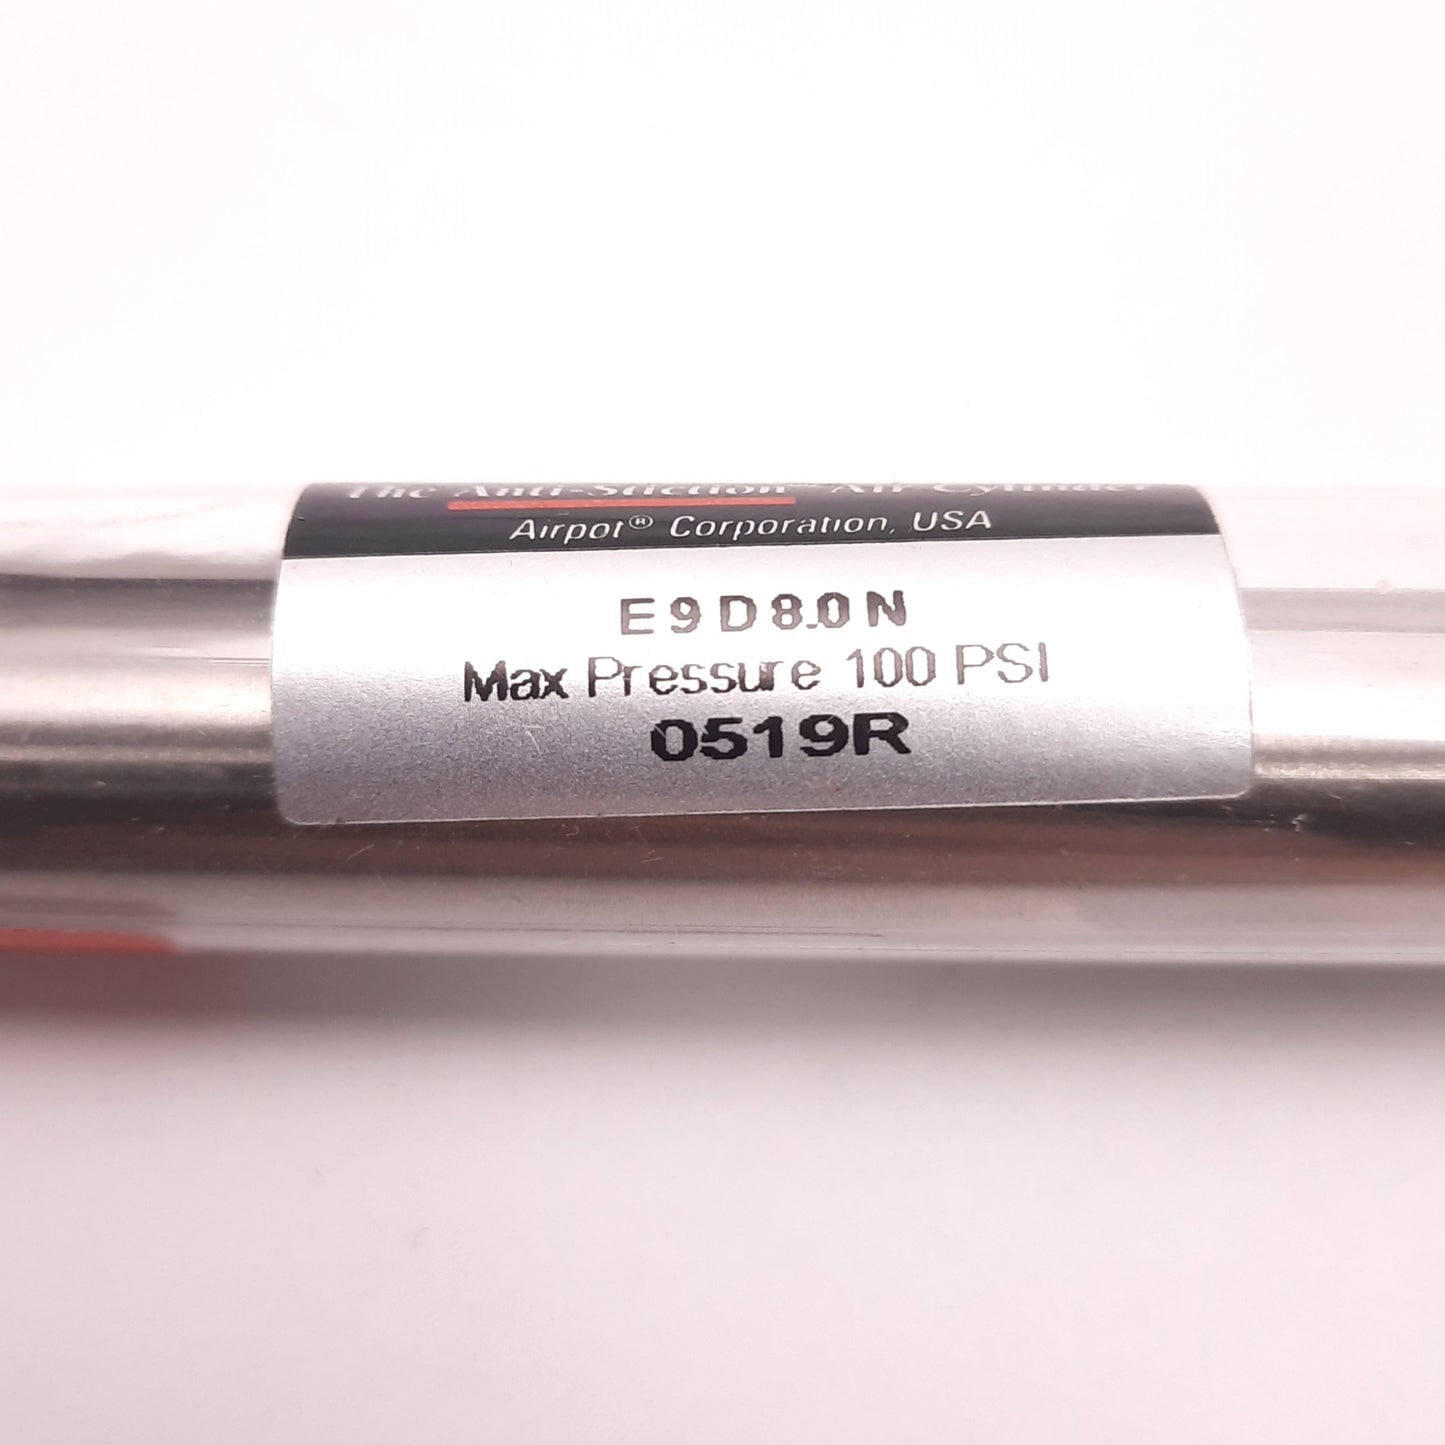 The Anti-Stiction Air Cylinder
Airpot® Corporation, USA
E9D8.0N
Max Pressure 100 PSI
0519R